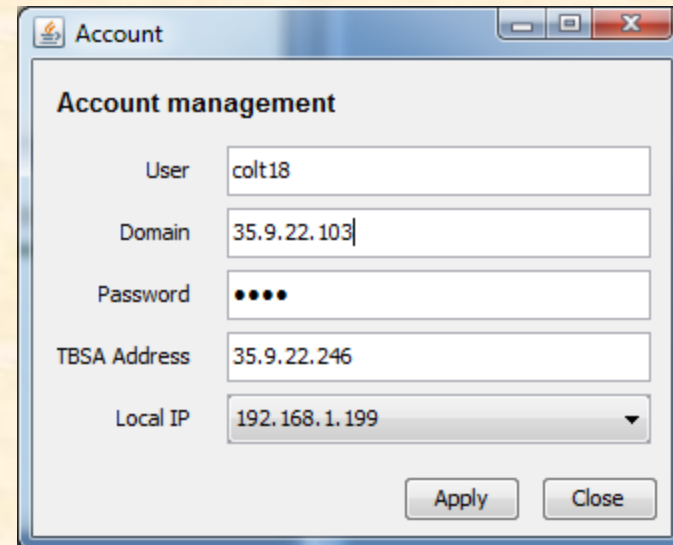 Account
Account management
User colt18
Domain 35.9.22.103
Password ••••
TBSA Address 35.9.22.246
Local IP 192.168.1.199
Apply Close